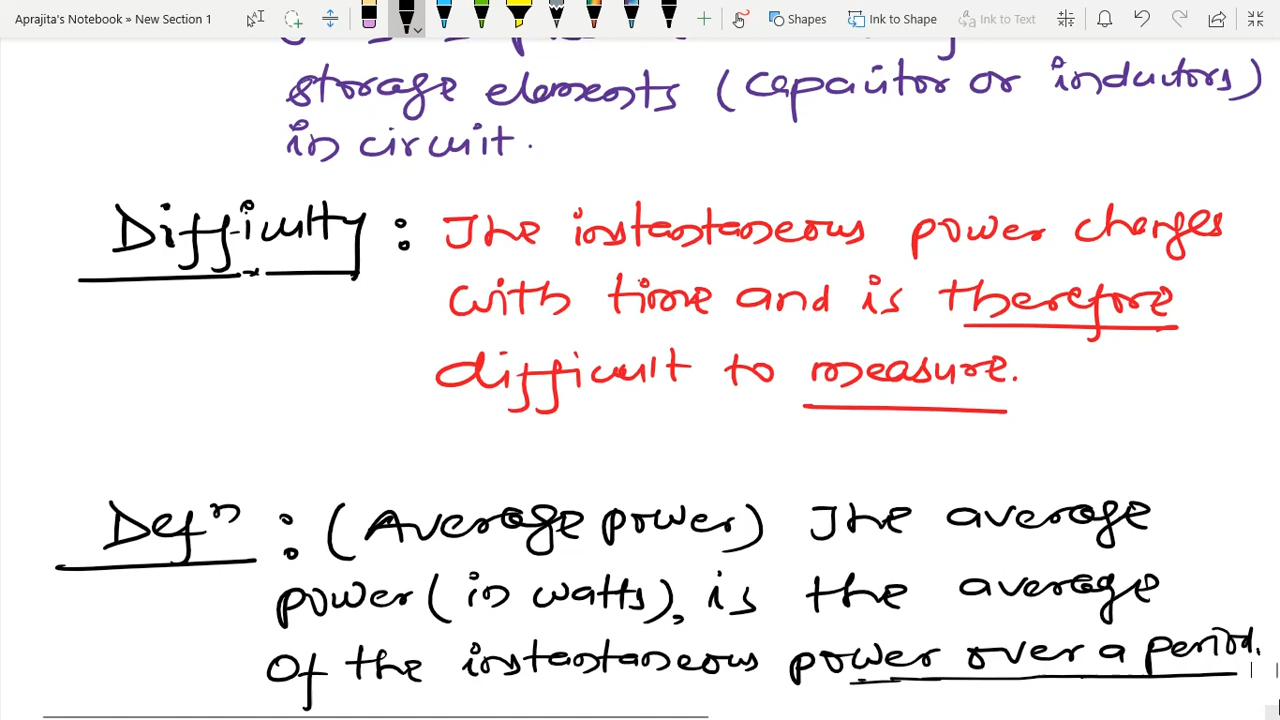 Aprajita's Notebook » New Section 1
Shapes
Ink to Shape
Ink to Text
storage elements (capacitor or inductors)
in circuit.
Difficulty : The instantaneous power changes
with time and is therefore
difficult to measure.
Defⁿ : (Average power) The average
power (in watts), is the average
of the instantaneous power over a period.